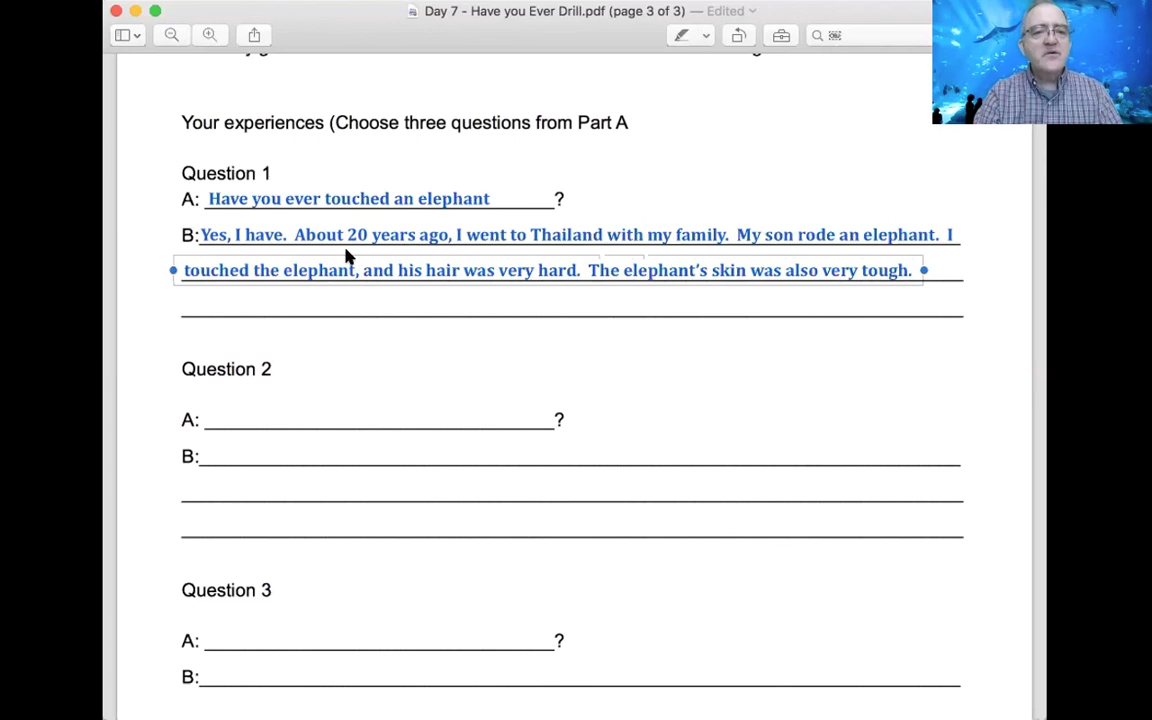 Day 7 - Have you Ever Drill.pdf (page 3 of 3) — Edited
Your experiences (Choose three questions from Part A
Question 1
A: Have you ever touched an elephant ?
B: Yes, I have. About 20 years ago, I went to Thailand with my family. My son rode an elephant. I
touched the elephant, and his hair was very hard. The elephant's skin was also very tough.
Question 2
A: ?
B:
Question 3
A: ?
B: